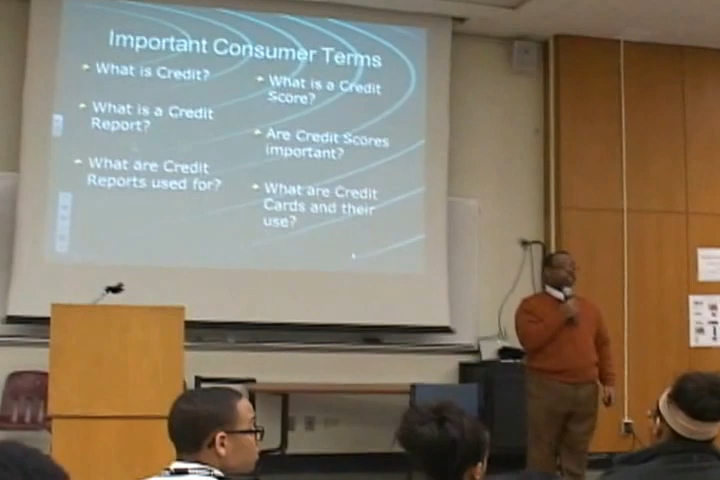 Important Consumer Terms
What is Credit?
What is a Credit
Report?
What are Credit
Reports used for?
What is a Credit
Score?
Are Credit Scores
important?
What are Credit
Cards and their
use?